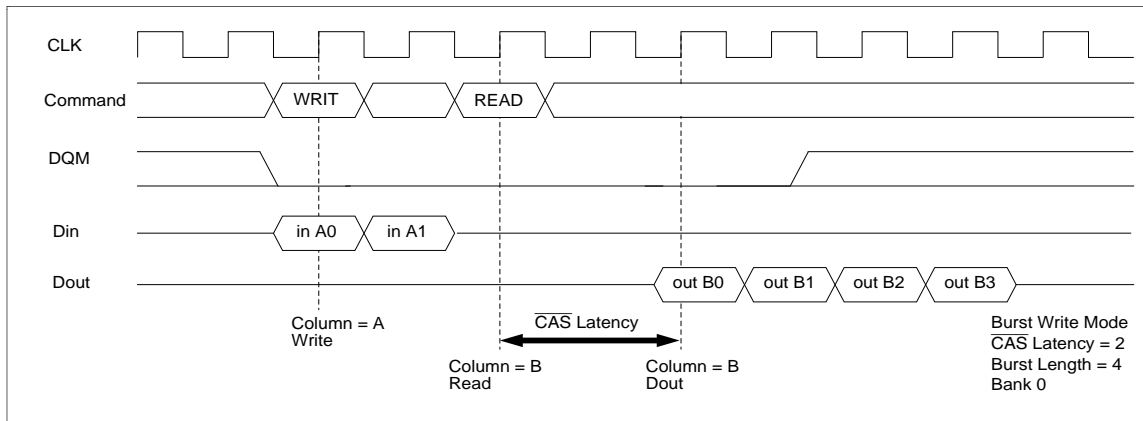 CLK
Command
WRIT
READ
DQM
Din
in A0
in A1
Dout
out B0
out B1
out B2
out B3
Column = A
Write
CAS Latency
Column = B
Read
Column = B
Dout
Burst Write Mode
CAS Latency = 2
Burst Length = 4
Bank 0